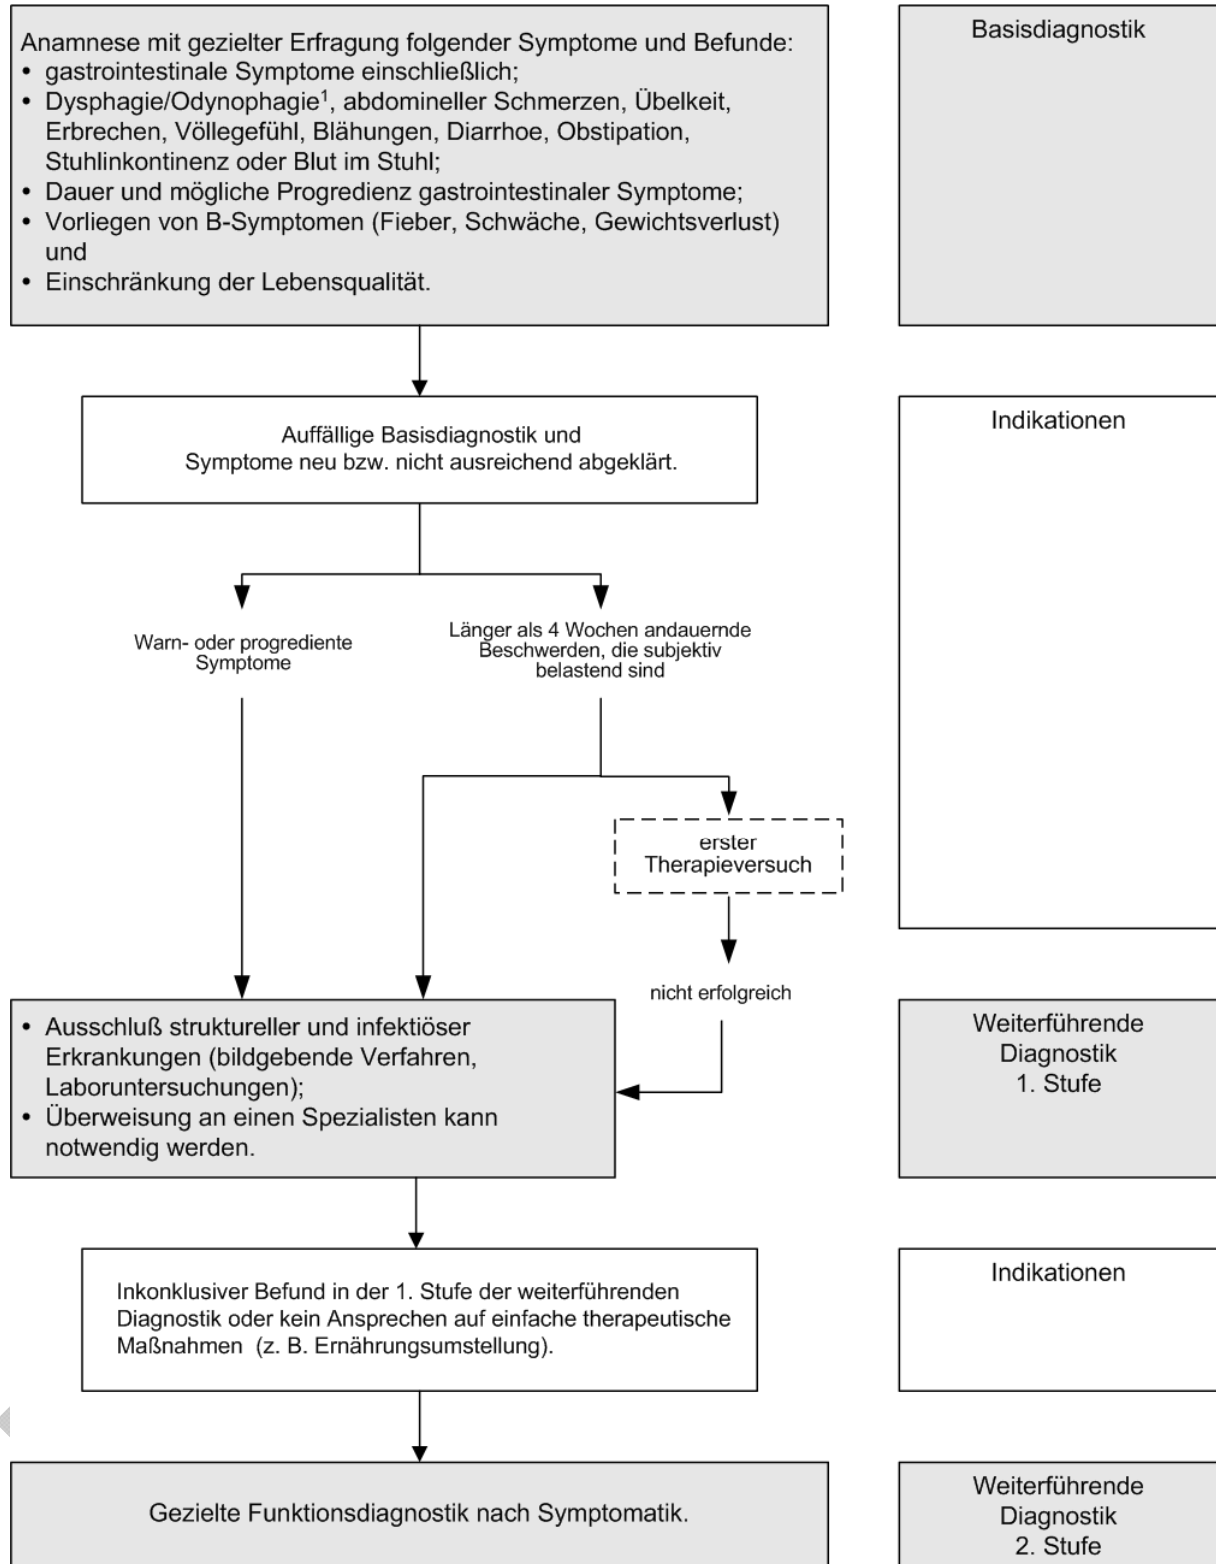 Anamnese mit gezielter Erfragung folgender Symptome und Befunde:
• gastrointestinale Symptome einschließlich;
• Dysphagie/Odynophagie¹, abdomineller Schmerzen, Übelkeit,
Erbrechen, Völlegefühl, Blähungen, Diarrhoe, Obstipation,
Stuhlinkontinenz oder Blut im Stuhl;
• Dauer und mögliche Progredienz gastrointestinaler Symptome;
• Vorliegen von B-Symptomen (Fieber, Schwäche, Gewichtsverlust)
und
• Einschränkung der Lebensqualität.
Basisdiagnostik
Auffällige Basisdiagnostik und
Symptome neu bzw. nicht ausreichend abgeklärt.
Indikationen
Warn- oder progrediente
Symptome
Länger als 4 Wochen andauernde
Beschwerden, die subjektiv
belastend sind
erster
Therapieversuch
nicht erfolgreich
• Ausschluß struktureller und infektiöser
Erkrankungen (bildgebende Verfahren,
Laboruntersuchungen);
• Überweisung an einen Spezialisten kann
notwendig werden.
Weiterführende
Diagnostik
1. Stufe
Inkonklusiver Befund in der 1. Stufe der weiterführenden
Diagnostik oder kein Ansprechen auf einfache therapeutische
Maßnahmen (z. B. Ernährungsumstellung).
Indikationen
Gezielte Funktionsdiagnostik nach Symptomatik.
Weiterführende
Diagnostik
2. Stufe